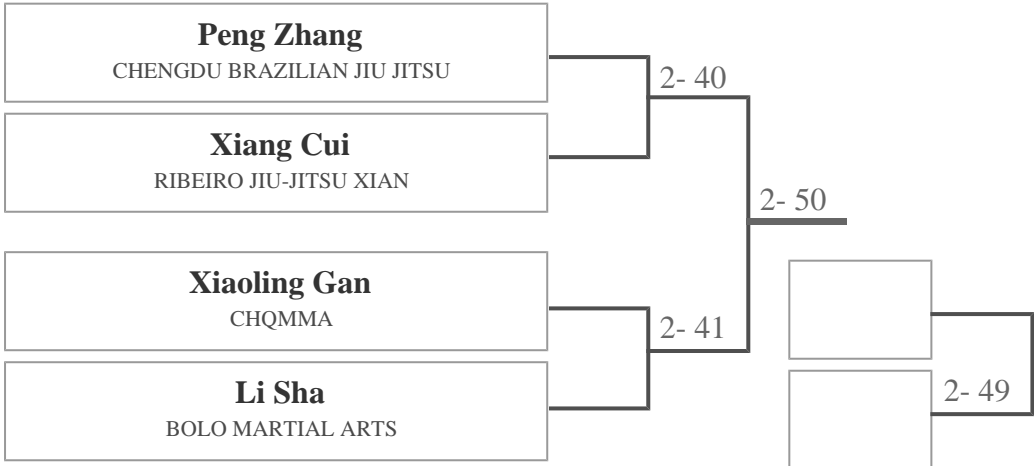 Peng Zhang
CHENGDU BRAZILIAN JIU JITSU
2- 40
Xiang Cui
RIBEIRO JIU-JITSU XIAN
2- 50
Xiaoling Gan
CHQMMA
2- 41
Li Sha
BOLO MARTIAL ARTS
2- 49